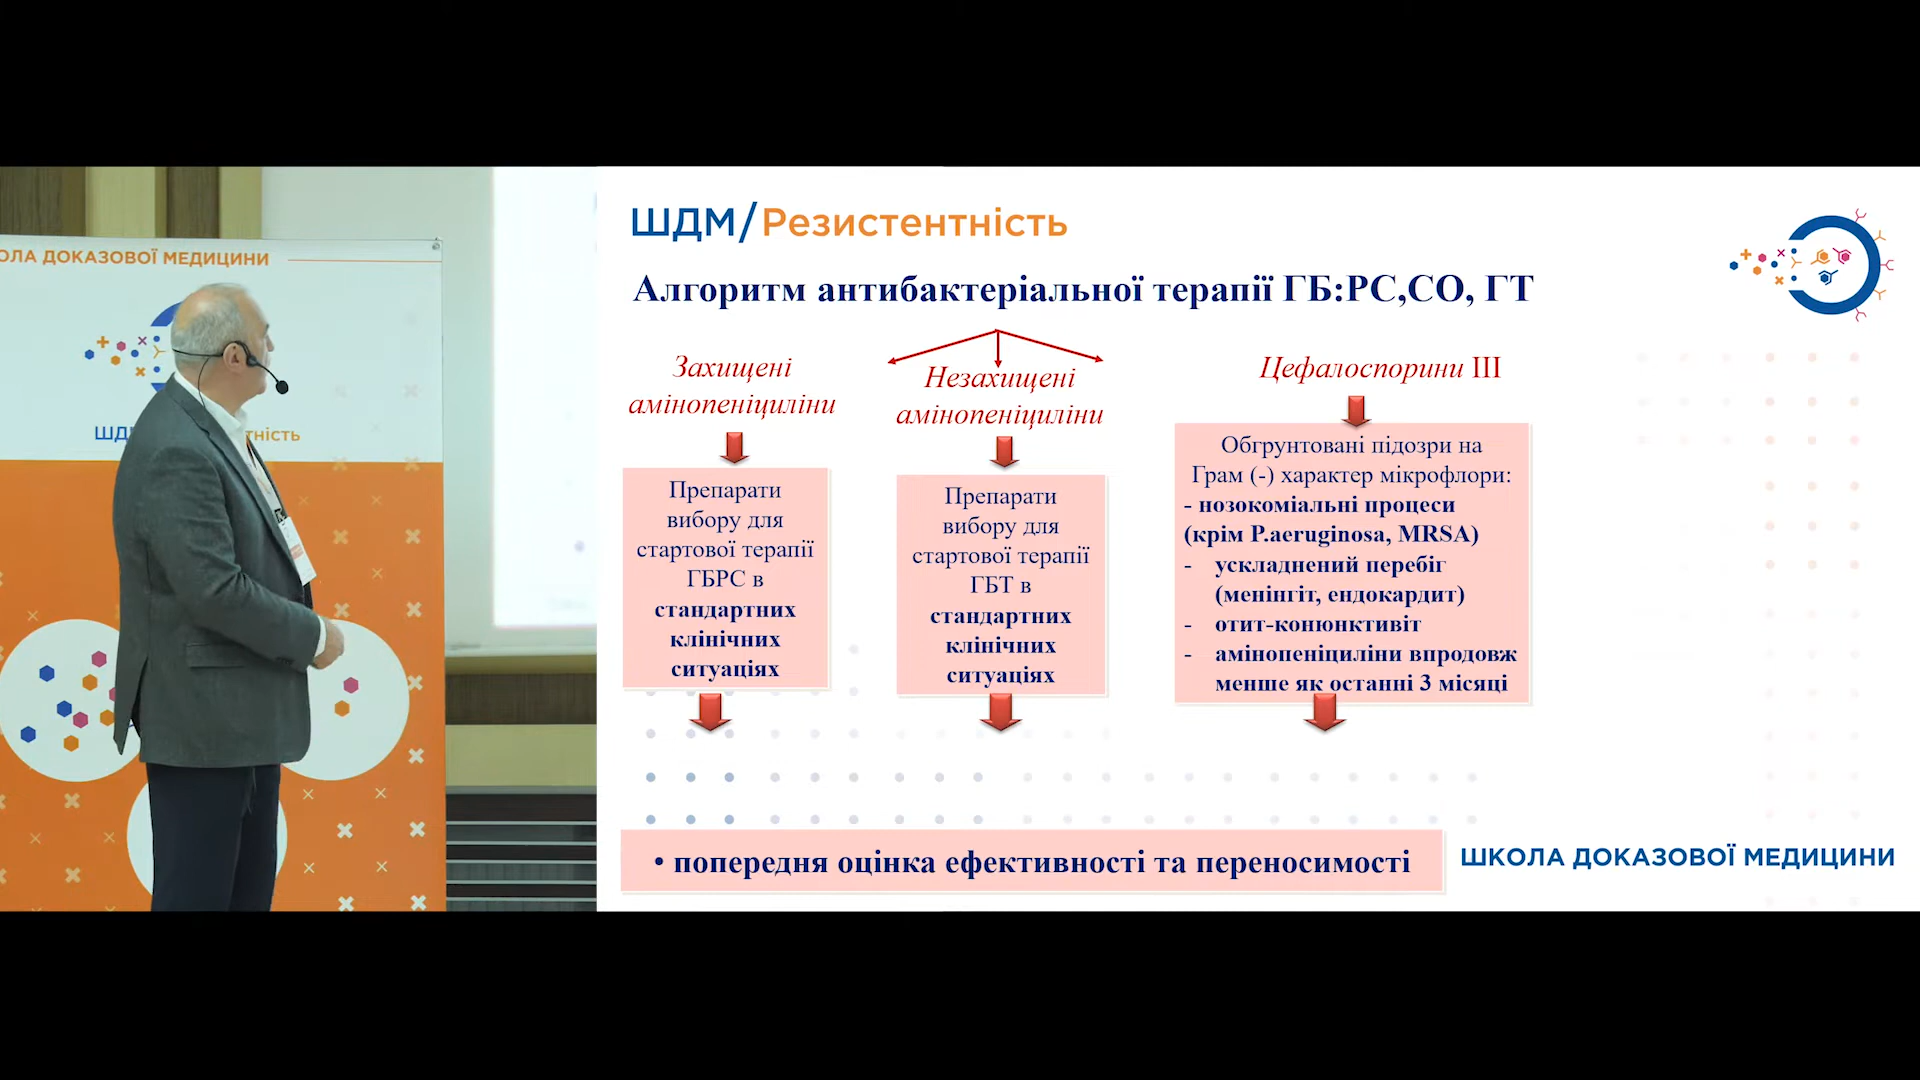 ОЛА ДОКАЗОВОЇ МЕДИЦИНИ
ШДМ/Резистентність
Алгоритм антибактеріальної терапії ГБ:РС,СО, ГТ
Захищені
амінопеніциліни
Препарати
вибору для
стартової терапії
ГБРС в
стандартних
клінічних
ситуаціях
Незахищені
амінопеніциліни
Препарати
вибору для
стартової терапії
ГБТ в
стандартних
клінічних
ситуаціях
Цефалоспорини ІІІ
Обгрунтовані підозри на
Грам (-) характер мікрофлори:
- нозокоміальні процеси
(крім P.aeruginosa, MRSA)
- ускладнений перебіг
(менінгіт, ендокардит)
- отит-конюнктивіт
- амінопеніциліни впродовж
менше як останні 3 місяці
• попередня оцінка ефективності та переносимості
ШКОЛА ДОКАЗОВОЇ МЕДИЦИНИ